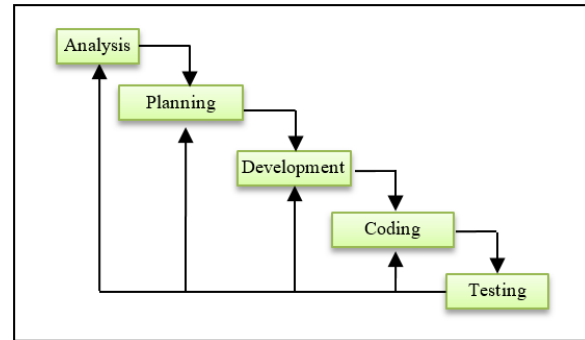 Analysis
Planning
Development
Coding
Testing